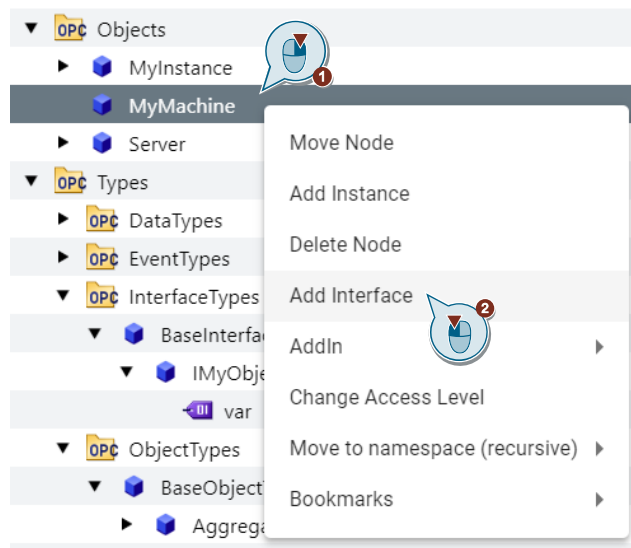 OPC Objects
MyInstance
1
MyMachine
Server
OPC Types
OPC DataTypes
OPC EventTypes
OPC InterfaceTypes
BaseInterfa
IMyObje
01 var
OPC ObjectTypes
BaseObject
Aggrega
Move Node
Add Instance
Delete Node
Add Interface
2
AddIn
Change Access Level
Move to namespace (recursive)
Bookmarks